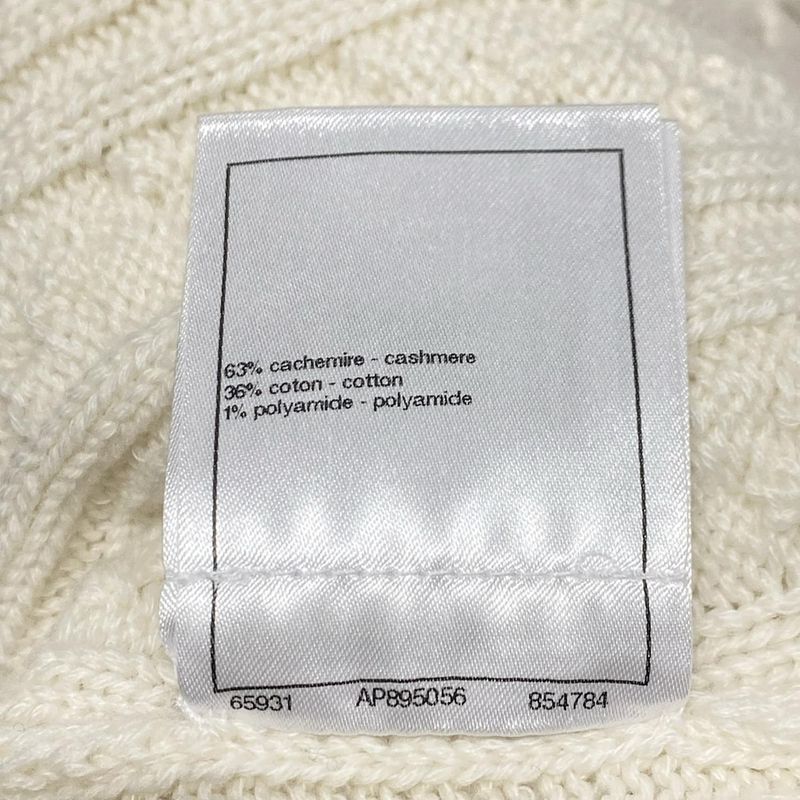 63% cachemire - cashmere
36% coton - cotton
1% polyamide - polyamide
65931 AP895056 854784